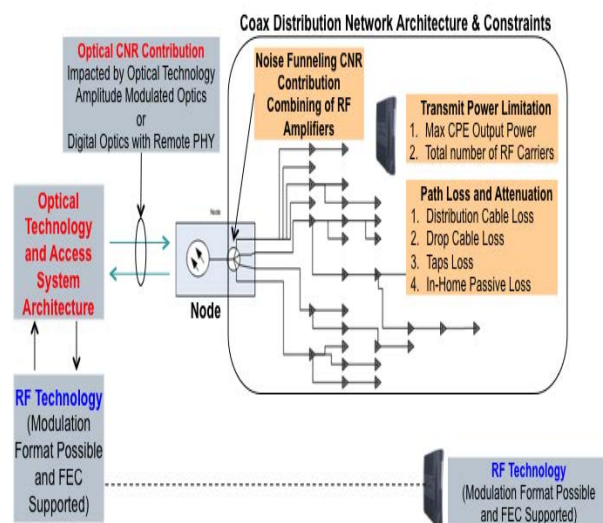 Coax Distribution Network Architecture & Constraints
Optical CNR Contribution
Impacted by Optical Technology
Amplitude Modulated Optics
or
Digital Optics with Remote PHY
Noise Funneling CNR
Contribution
Combining of RF
Amplifiers
Transmit Power Limitation
1. Max CPE Output Power
2. Total number of RF Carriers
Path Loss and Attenuation
1. Distribution Cable Loss
2. Drop Cable Loss
3. Taps Loss
4. In-Home Passive Loss
Optical
Technology
and Access
System
Architecture
Node
Node
RF Technology
(Modulation
Format Possible
and FEC
Supported)
RF Technology
(Modulation Format Possible
and FEC Supported)